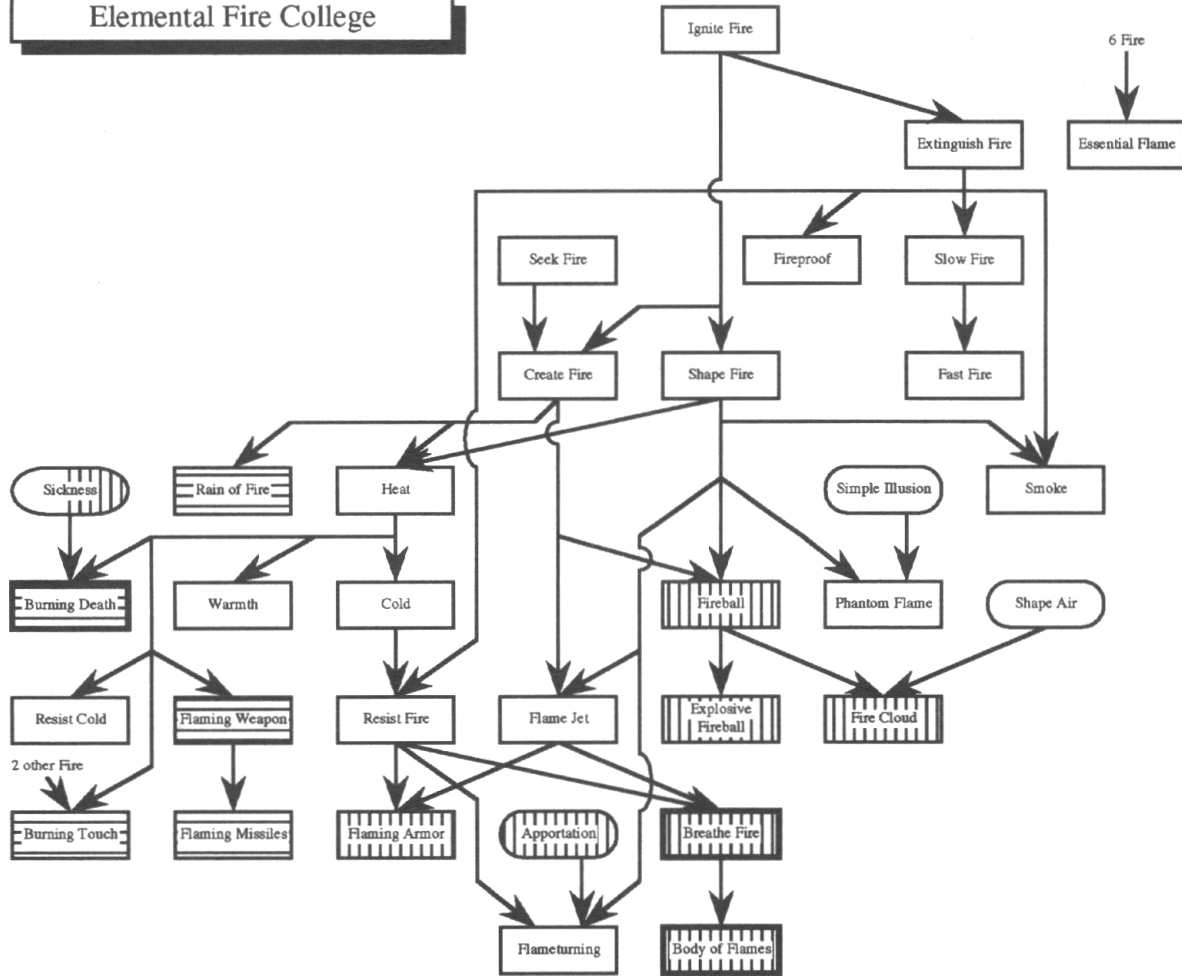 Elemental Fire College
Ignite Fire
6 Fire
Extinguish Fire
Essential Flame
Seek Fire
Fireproof
Slow Fire
Create Fire
Shape Fire
Fast Fire
Sickness
Rain of Fire
Heat
Simple Illusion
Smoke
Burning Death
Warmth
Cold
Fireball
Phantom Flame
Shape Air
Resist Cold
Flaming Weapon
Resist Fire
Flame Jet
Explosive
Fireball
Fire Cloud
2 other Fire
Burning Touch
Flaming Missiles
Flaming Armor
Apportation
Breathe Fire
Flameturning
Body of Flames